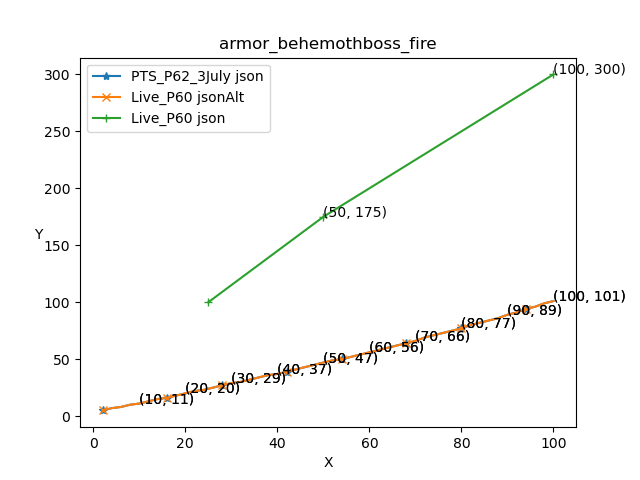 armor_behemothboss_fire
PTS_P62_3July json
Live_P60 jsonAlt
Live_P60 json
(100, 300)
(50, 175)
(100, 101)
(90, 89)
(80, 77)
(70, 66)
(60, 56)
(50, 47)
(40, 37)
(30, 29)
(20, 20)
(10, 11)
300
250
200
150
100
50
0
Y
0 20 40 60 80 100
X